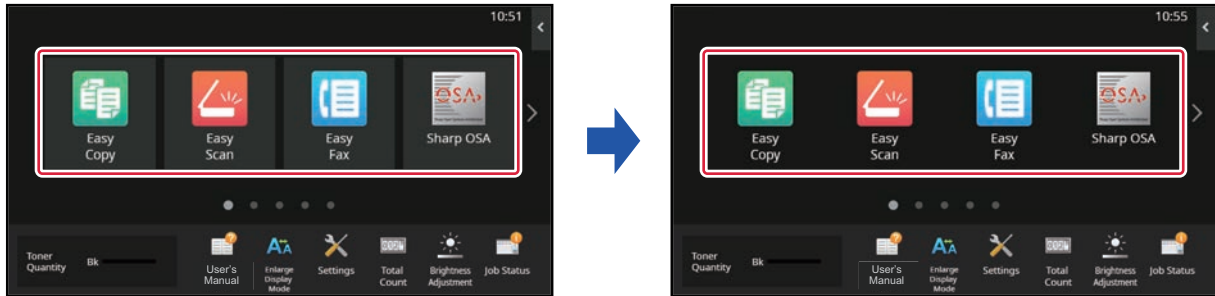 10:51
Easy
Copy
Easy
Scan
Easy
Fax
OSA
Sharp OSA
Toner
Quantity
Bk
User's
Manual
Enlarge
Display
Mode
Settings
Total
Count
Brightness
Adjustment
Job Status
10:55
Easy
Copy
Easy
Scan
Easy
Fax
OSA
Sharp OSA
Toner
Quantity
Bk
User's
Manual
Enlarge
Display
Mode
Settings
Total
Count
Brightness
Adjustment
Job Status